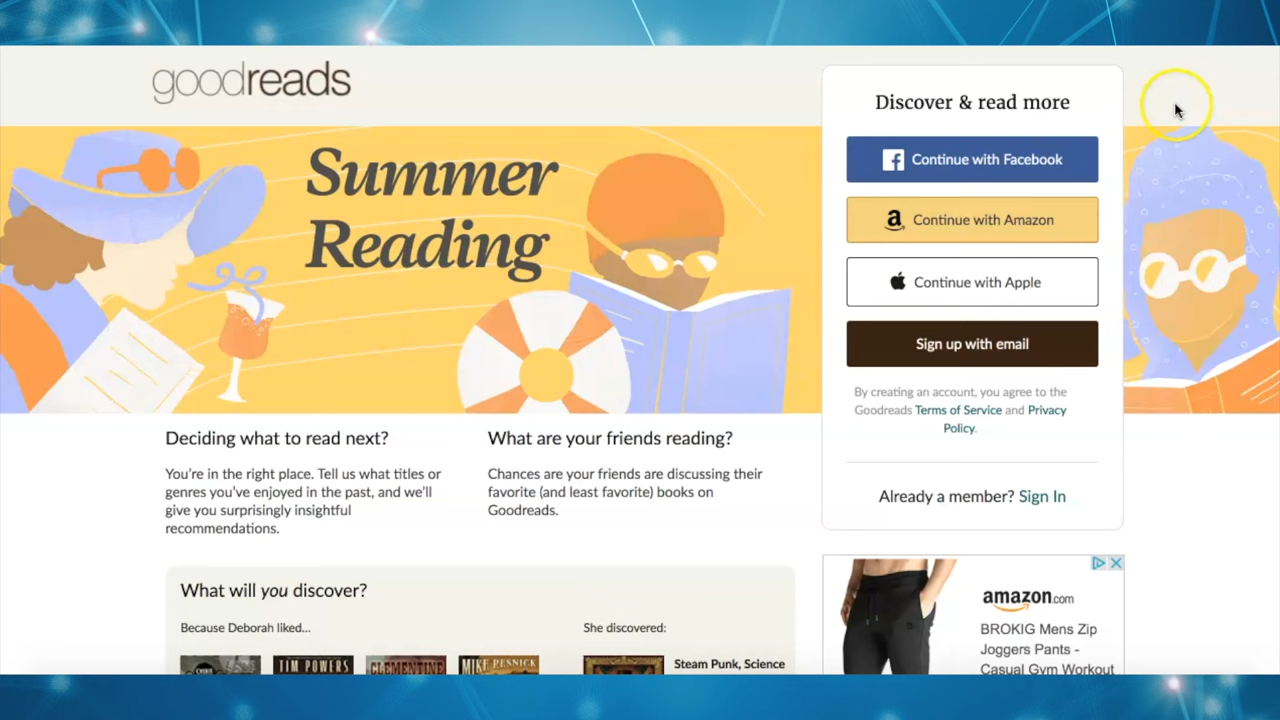 goodreads
Summer
Reading
Discover & read more
Continue with Facebook
Continue with Amazon
Continue with Apple
Sign up with email
By creating an account, you agree to the
Goodreads Terms of Service and Privacy
Policy.
Already a member? Sign In
Deciding what to read next?
You're in the right place. Tell us what titles or
genres you've enjoyed in the past, and we'll
give you surprisingly insightful
recommendations.
What are your friends reading?
Chances are your friends are discussing their
favorite (and least favorite) books on
Goodreads.
What will you discover?
Because Deborah liked...
TIM POWERS
CLEMENTINE
MIKE RESNICK
She discovered:
Steam Punk, Science
amazon.com
BROKIG Mens Zip
Joggers Pants -
Casual Gym Workout